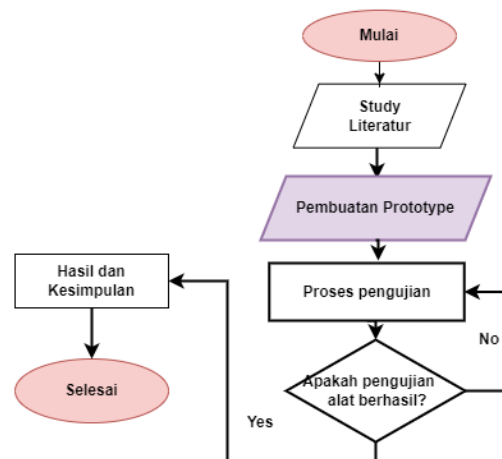 Mulai
Study
Literatur
Pembuatan Prototype
Proses pengujian
Apakah pengujian
alat berhasil?
No
Yes
Hasil dan
Kesimpulan
Selesai